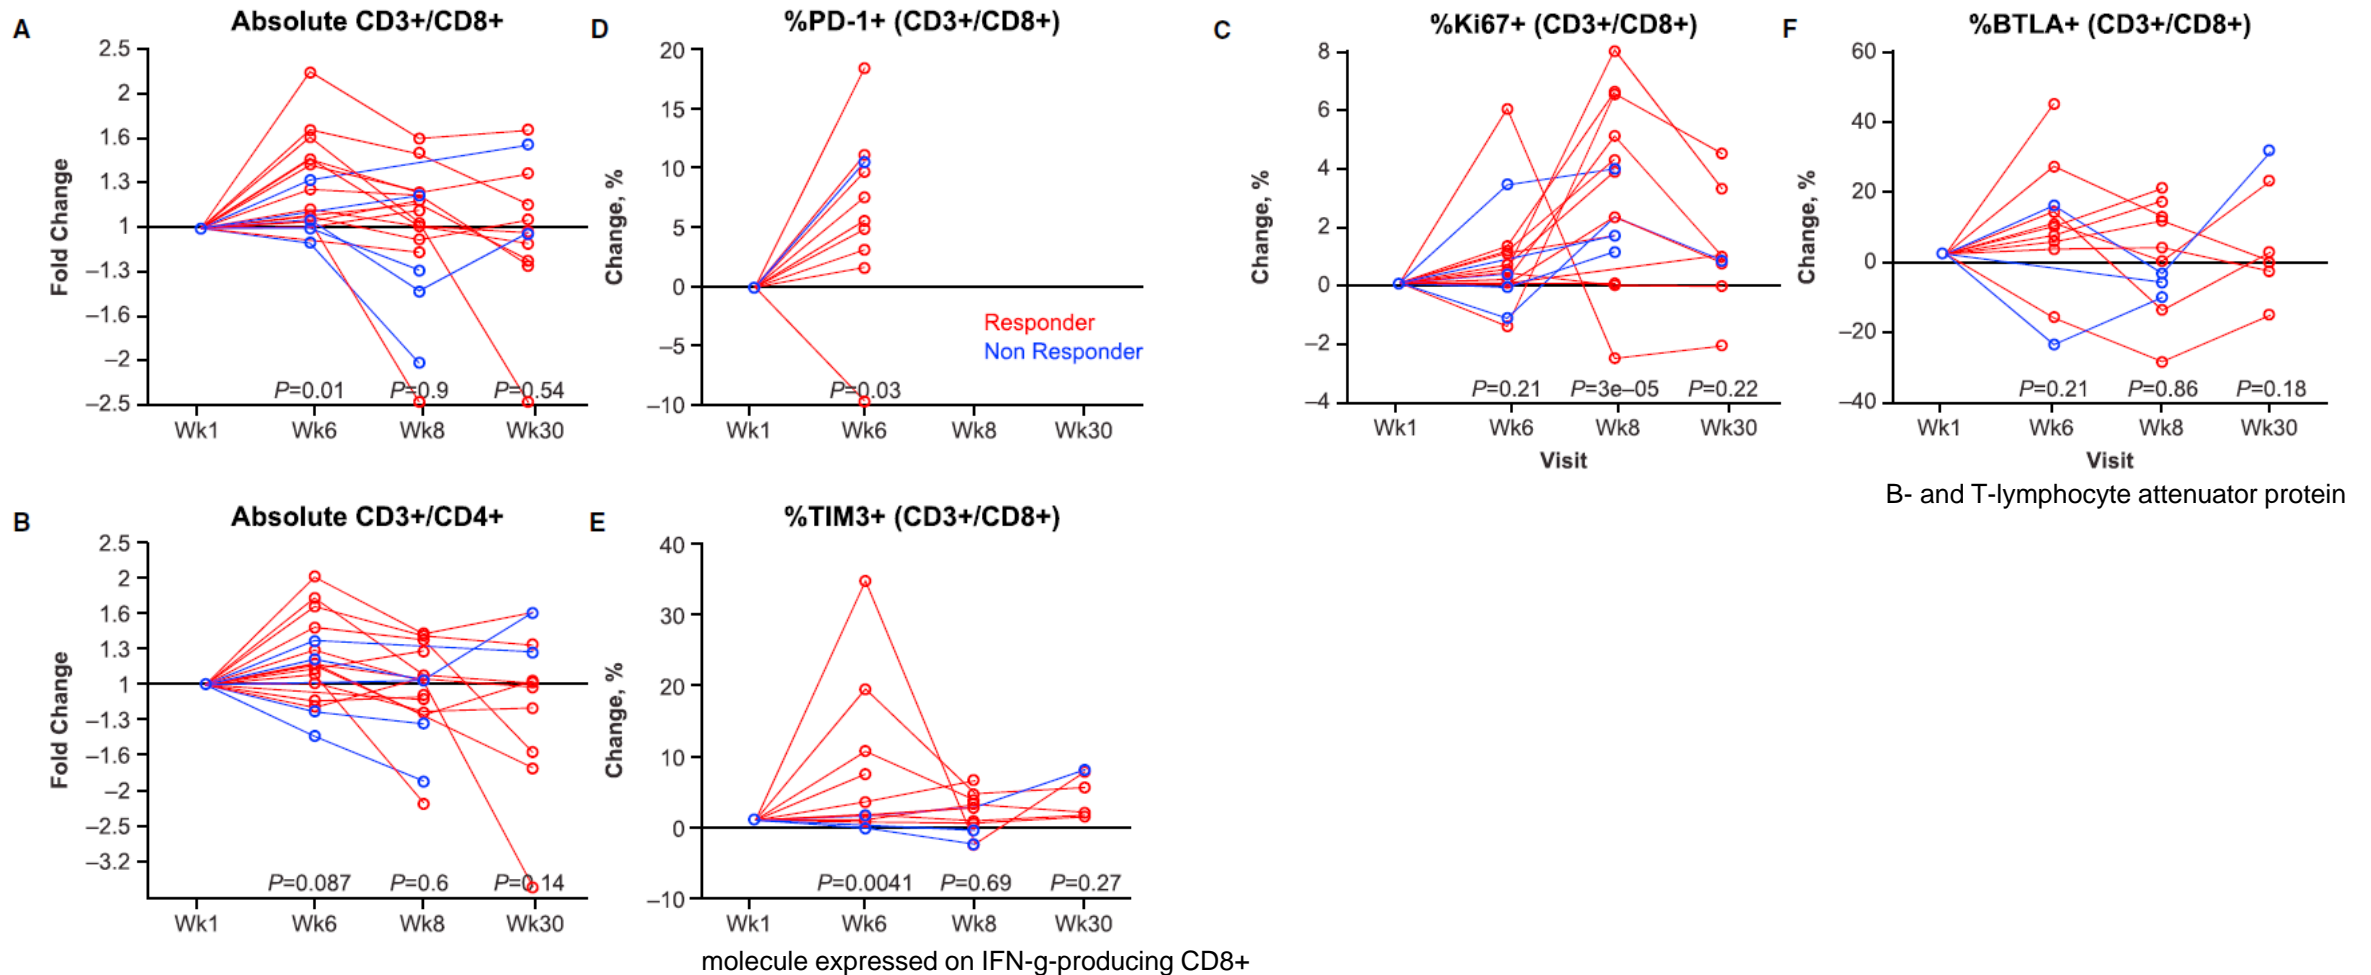 A
Absolute CD3+/CD8+
2.5
2
1.6
1.3
1
–1.3
–1.6
–2
–2.5
Fold Change
P=0.01
P=0.9
P=0.54
Wk1
Wk6
Wk8
Wk30
D
%PD-1+ (CD3+/CD8+)
20
15
10
5
0
–5
–10
Change, %
Responder
Non Responder
P=0.03
Wk1
Wk6
Wk8
Wk30
C
%Ki67+ (CD3+/CD8+)
8
6
4
2
0
–2
–4
Change, %
P=0.21
P=3e–05
P=0.22
Wk1
Wk6
Wk8
Wk30
Visit
F
%BTLA+ (CD3+/CD8+)
60
40
20
0
–20
–40
Change, %
P=0.21
P=0.86
P=0.18
Wk1
Wk6
Wk8
Wk30
Visit
B- and T-lymphocyte attenuator protein
B
Absolute CD3+/CD4+
2.5
2
1.6
1.3
1
–1.3
–1.6
–2
–2.5
–3.2
Fold Change
P=0.087
P=0.6
P=0.14
Wk1
Wk6
Wk8
Wk30
E
%TIM3+ (CD3+/CD8+)
40
30
20
10
0
–10
Change, %
P=0.0041
P=0.69
P=0.27
Wk1
Wk6
Wk8
Wk30
molecule expressed on IFN-g-producing CD8+